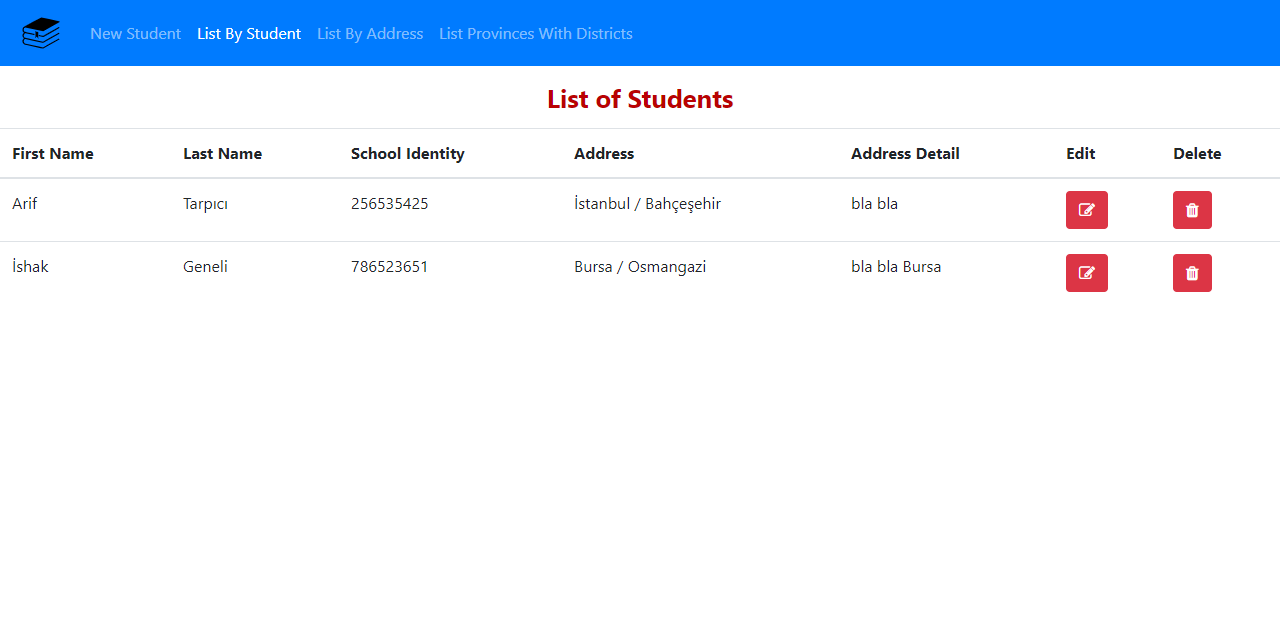 New Student List By Student List By Address List Provinces With Districts
List of Students
First Name Last Name School Identity Address Address Detail Edit Delete
Arif Tarpıcı 256535425 İstanbul / Bahçeşehir bla bla
İshak Geneli 786523651 Bursa / Osmangazi bla bla Bursa